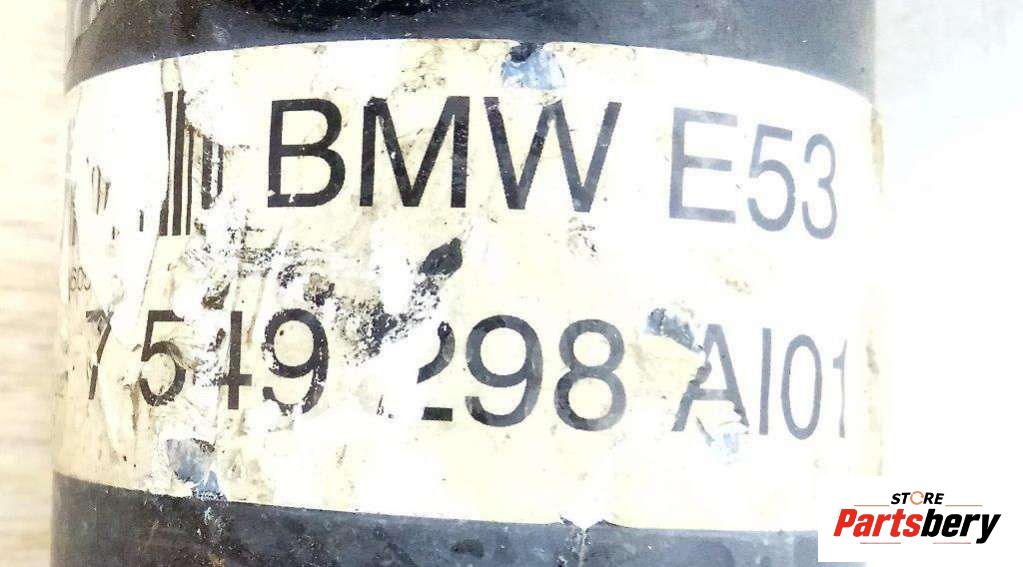 BMW E53
7 549 298 AI01
STORE
Partsbery